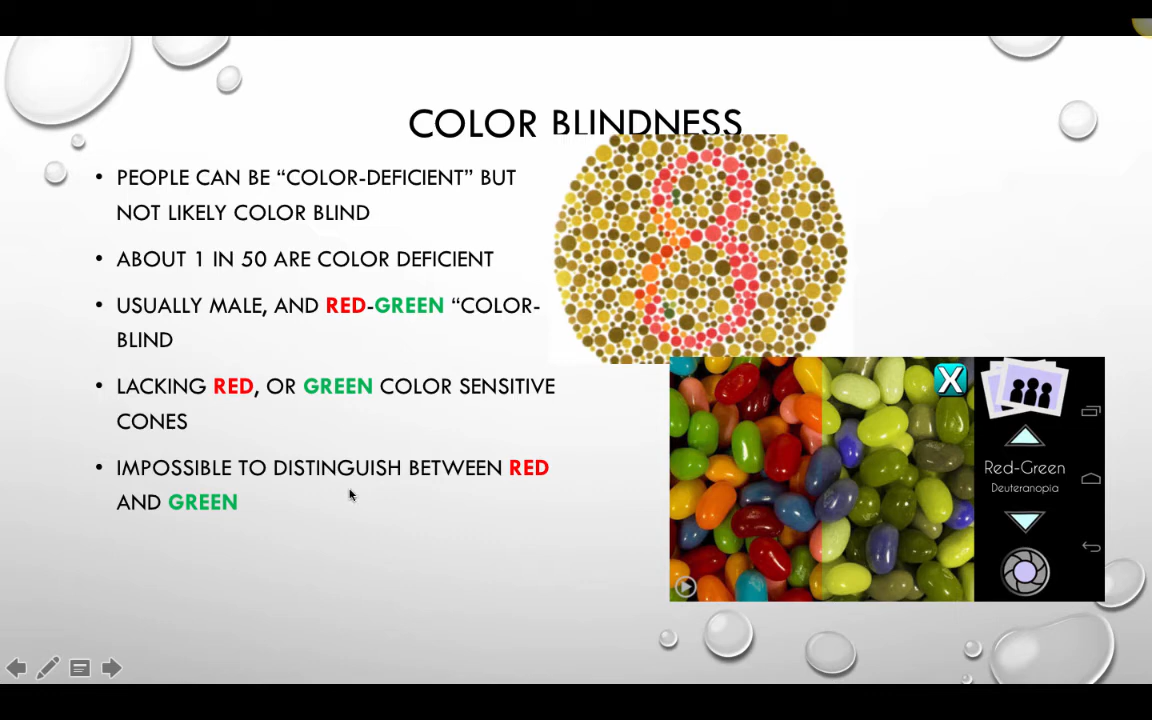 COLOR BLINDNESS
• PEOPLE CAN BE “COLOR-DEFICIENT” BUT
NOT LIKELY COLOR BLIND
• ABOUT 1 IN 50 ARE COLOR DEFICIENT
• USUALLY MALE, AND RED-GREEN “COLOR-
BLIND
• LACKING RED, OR GREEN COLOR SENSITIVE
CONES
• IMPOSSIBLE TO DISTINGUISH BETWEEN RED
AND GREEN
8
X
Red-Green
Deuteranopia